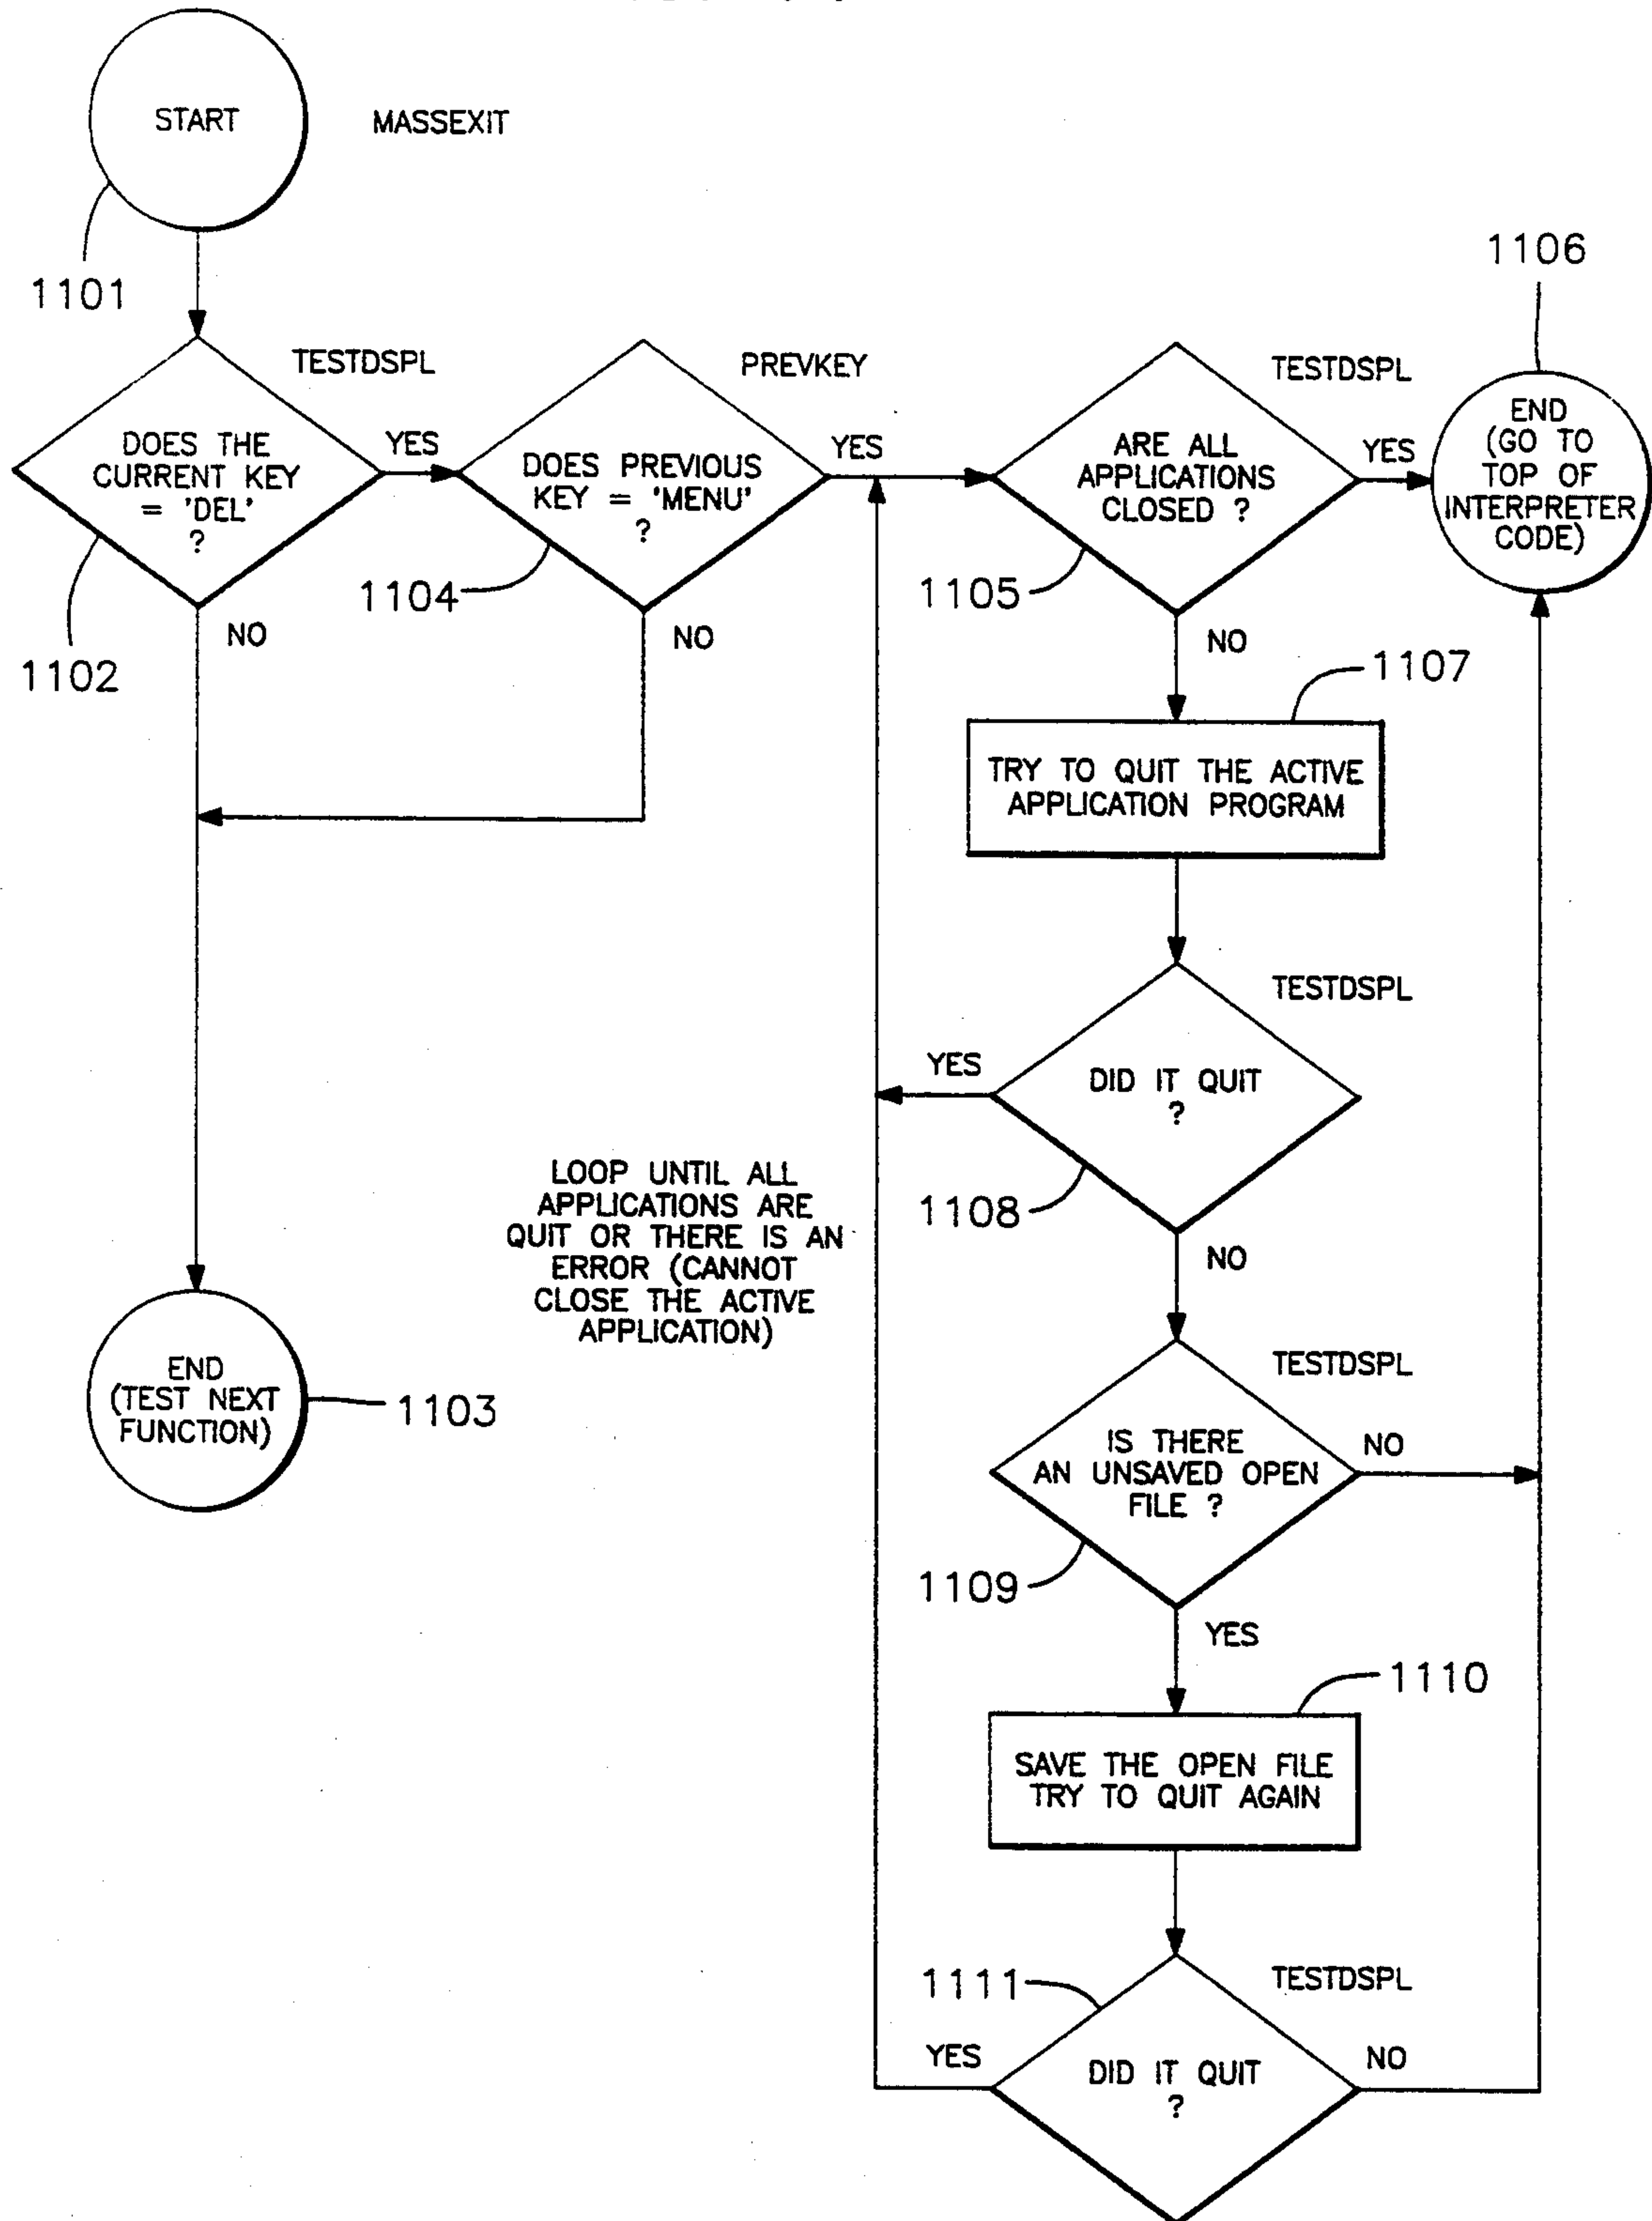 START
MASSEXIT
1101
1106
TESTDSPL
DOES THE
CURRENT KEY
= 'DEL'
?
YES
1102
NO
PREVKEY
DOES PREVIOUS
KEY = 'MENU'
?
YES
1104
NO
TESTDSPL
ARE ALL
APPLICATIONS
CLOSED ?
YES
1105
NO
END
(GO TO
TOP OF
INTERPRETER
CODE)
1107
TRY TO QUIT THE ACTIVE
APPLICATION PROGRAM
TESTDSPL
YES
DID IT QUIT
?
1108
NO
LOOP UNTIL ALL
APPLICATIONS ARE
QUIT OR THERE IS AN
ERROR (CANNOT
CLOSE THE ACTIVE
APPLICATION)
END
(TEST NEXT
FUNCTION)
1103
TESTDSPL
IS THERE
AN UNSAVED OPEN
FILE ?
NO
1109
YES
1110
SAVE THE OPEN FILE
TRY TO QUIT AGAIN
1111
TESTDSPL
YES
DID IT QUIT
?
NO